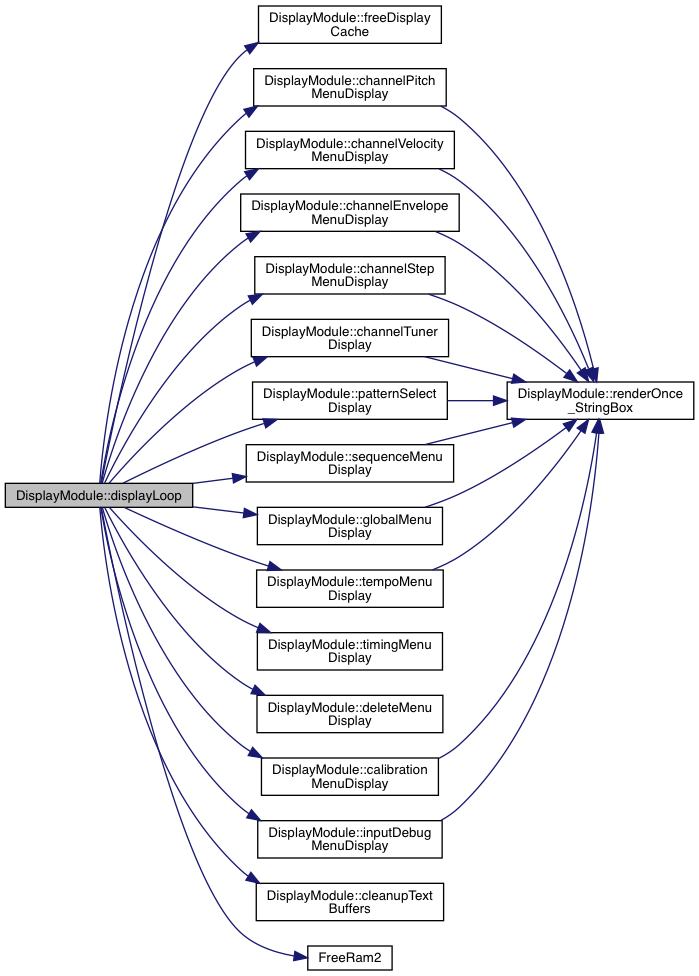 DisplayModule::freeDisplay
Cache
DisplayModule::channelPitch
MenuDisplay
DisplayModule::channelVelocity
MenuDisplay
DisplayModule::channelEnvelope
MenuDisplay
DisplayModule::channelStep
MenuDisplay
DisplayModule::channelTuner
Display
DisplayModule::patternSelect
Display
DisplayModule::renderOnce
_StringBox
DisplayModule::sequenceMenu
Display
DisplayModule::displayLoop
DisplayModule::globalMenu
Display
DisplayModule::tempoMenu
Display
DisplayModule::timingMenu
Display
DisplayModule::deleteMenu
Display
DisplayModule::calibration
MenuDisplay
DisplayModule::inputDebug
MenuDisplay
DisplayModule::cleanupText
Buffers
FreeRam2